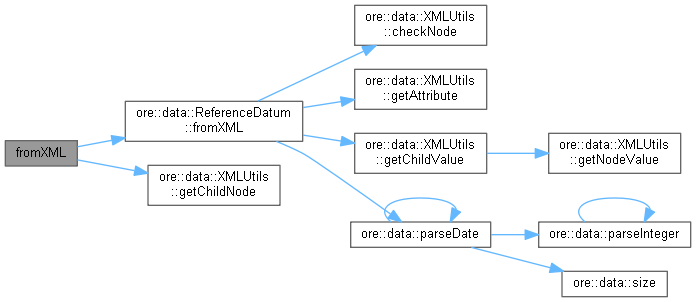 ore::data::XMLUtils
::checkNode
ore::data::XMLUtils
::getAttribute
ore::data::ReferenceDatum
::fromXML
fromXML
ore::data::XMLUtils
::getChildValue
ore::data::XMLUtils
::getNodeValue
ore::data::XMLUtils
::getChildNode
ore::data::parseDate
ore::data::parseInteger
ore::data::size